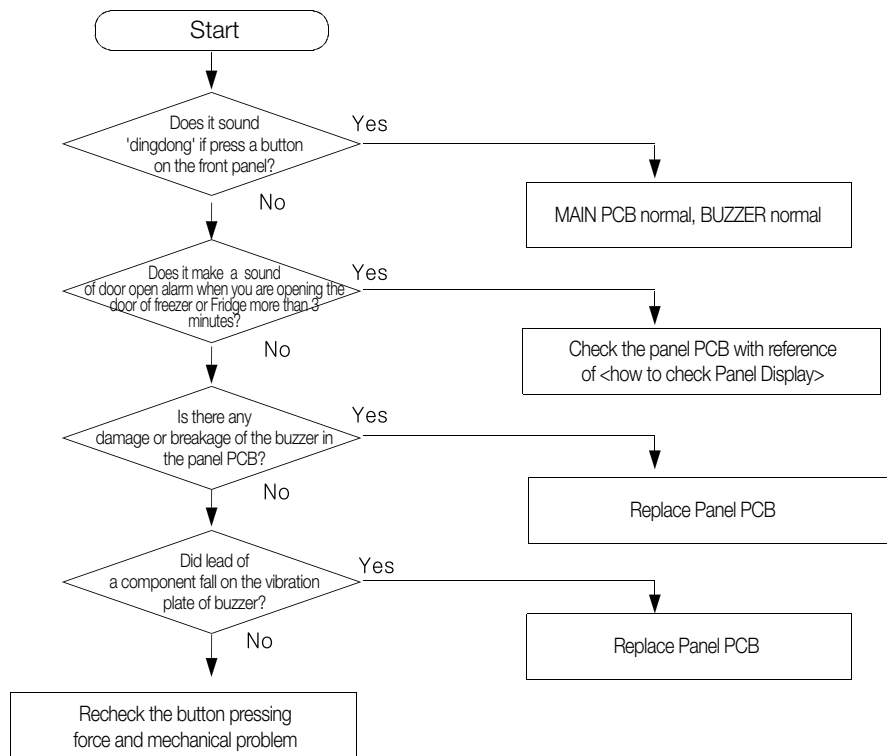 Start
Does it sound
'dingdong' if press a button
on the front panel?
Yes
No
MAIN PCB normal, BUZZER normal
Does it make a sound
of door open alarm when you are opening the
door of freezer or Fridge more than 3
minutes?
Yes
No
Check the panel PCB with reference
of <how to check Panel Display>
Is there any
damage or breakage of the buzzer in
the panel PCB?
Yes
No
Replace Panel PCB
Did lead of
a component fall on the vibration
plate of buzzer?
Yes
No
Replace Panel PCB
Recheck the button pressing
force and mechanical problem